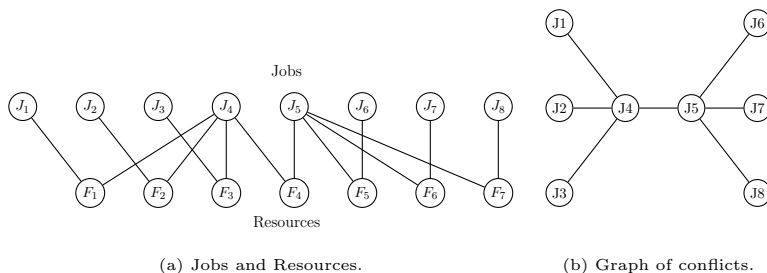 Jobs
J1 J2 J3 J4 J5 J6 J7 J8
F1 F2 F3 F4 F5 F6 F7
Resources
(a) Jobs and Resources.
J1 J6
J2 J4 J5 J7
J3 J8
(b) Graph of conflicts.